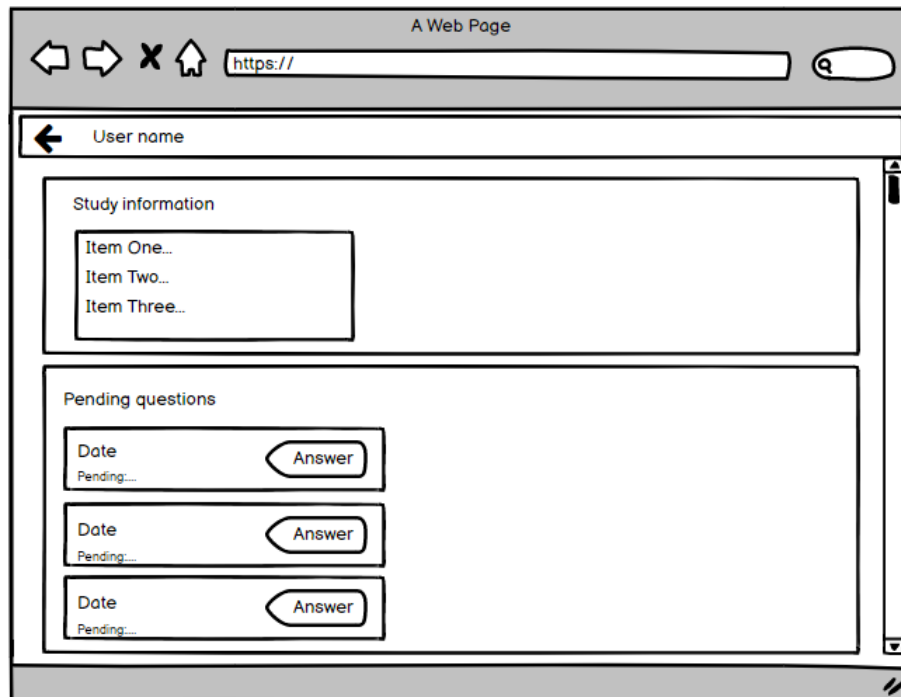 A Web Page
https://
User name
Study information
Item One...
Item Two...
Item Three...
Pending questions
Date
Answer
Pending:...
Date
Answer
Pending:...
Date
Answer
Pending:...